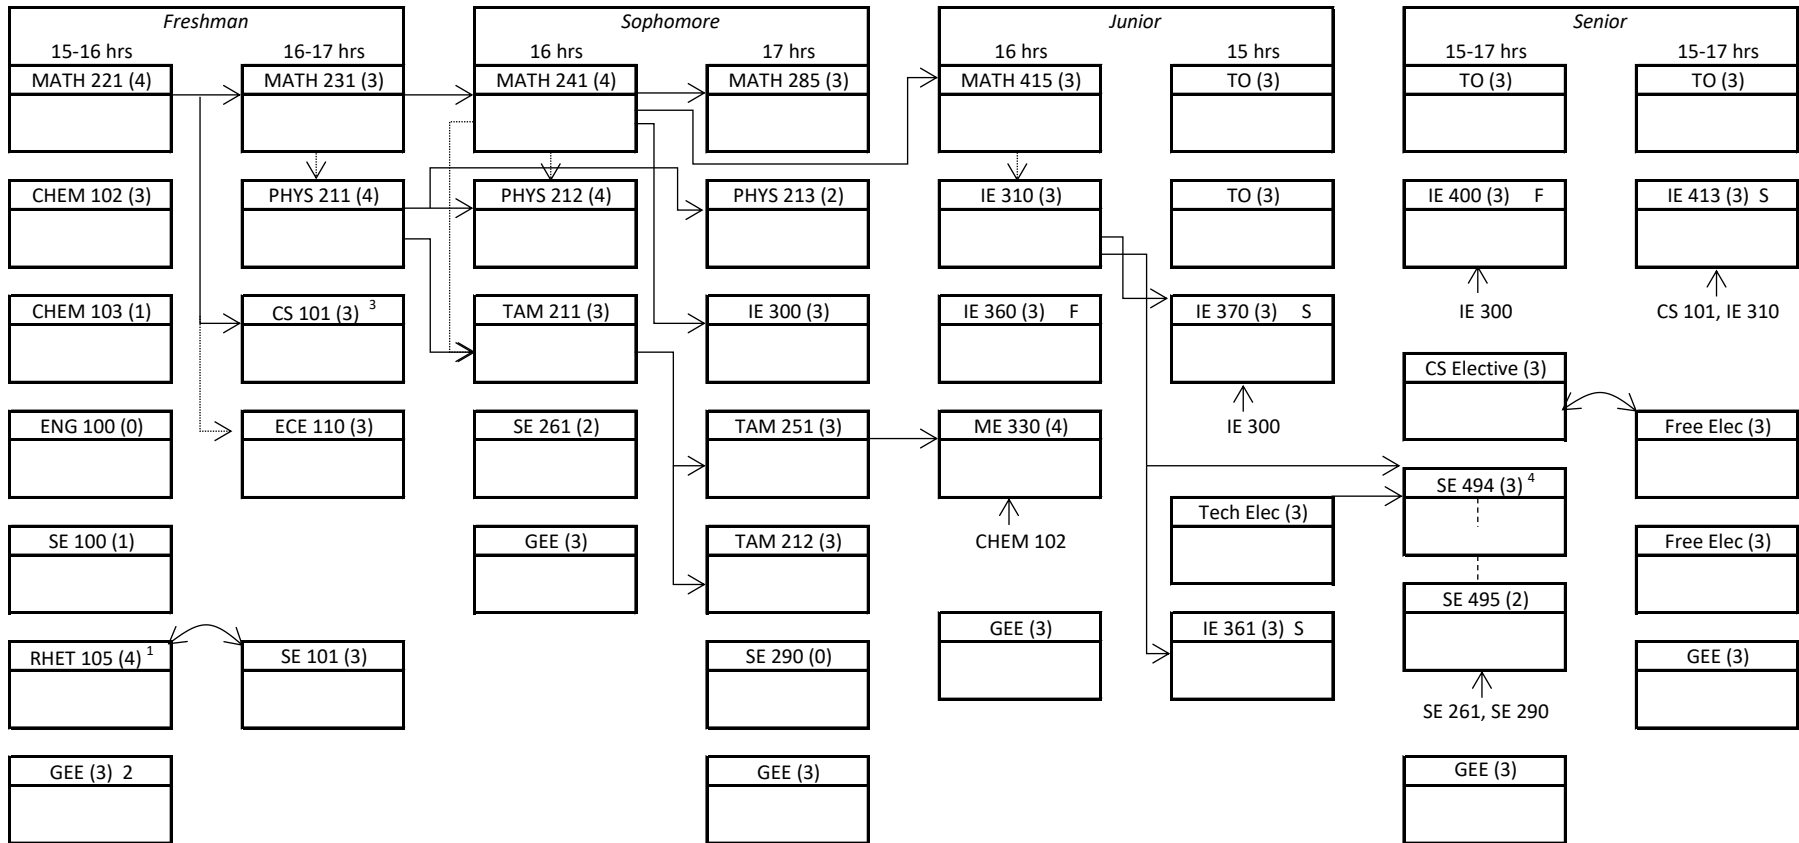 Freshman
Sophomore
Junior
Senior
15-16 hrs
16-17 hrs
16 hrs
17 hrs
16 hrs
15 hrs
15-17 hrs
15-17 hrs
MATH 221 (4)
MATH 231 (3)
MATH 241 (4)
MATH 285 (3)
MATH 415 (3)
TO (3)
TO (3)
TO (3)
CHEM 102 (3)
PHYS 211 (4)
PHYS 212 (4)
PHYS 213 (2)
IE 310 (3)
TO (3)
IE 400 (3) F
IE 413 (3) S
CHEM 103 (1)
CS 101 (3) 3
TAM 211 (3)
IE 300 (3)
IE 360 (3) F
IE 370 (3) S
IE 300
CS 101, IE 310
CS Elective (3)
ENG 100 (0)
ECE 110 (3)
SE 261 (2)
TAM 251 (3)
ME 330 (4)
IE 300
Free Elec (3)
SE 494 (3) 4
Tech Elec (3)
SE 100 (1)
GEE (3)
TAM 212 (3)
CHEM 102
Free Elec (3)
SE 495 (2)
GEE (3)
IE 361 (3) S
RHET 105 (4) 1
SE 101 (3)
SE 290 (0)
GEE (3)
SE 261, SE 290
GEE (3) 2
GEE (3)
GEE (3)